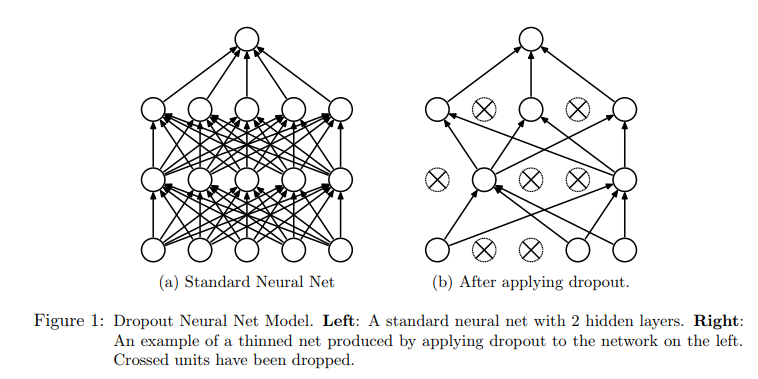 (a) Standard Neural Net
(b) After applying dropout.
Figure 1: Dropout Neural Net Model. Left: A standard neural net with 2 hidden layers. Right:
An example of a thinned net produced by applying dropout to the network on the left.
Crossed units have been dropped.